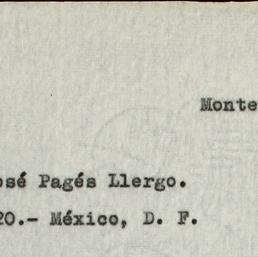 Monte
osé Pagés Llergo.
20.- México, D. F.